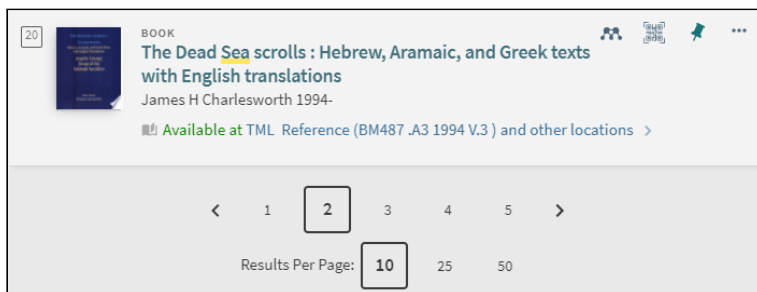 20
BOOK
The Dead Sea scrolls : Hebrew, Aramaic, and Greek texts
with English translations
James H Charlesworth 1994-
Available at TML Reference (BM487 .A3 1994 V.3 ) and other locations >
< 1 2 3 4 5 >
Results Per Page: 10 25 50